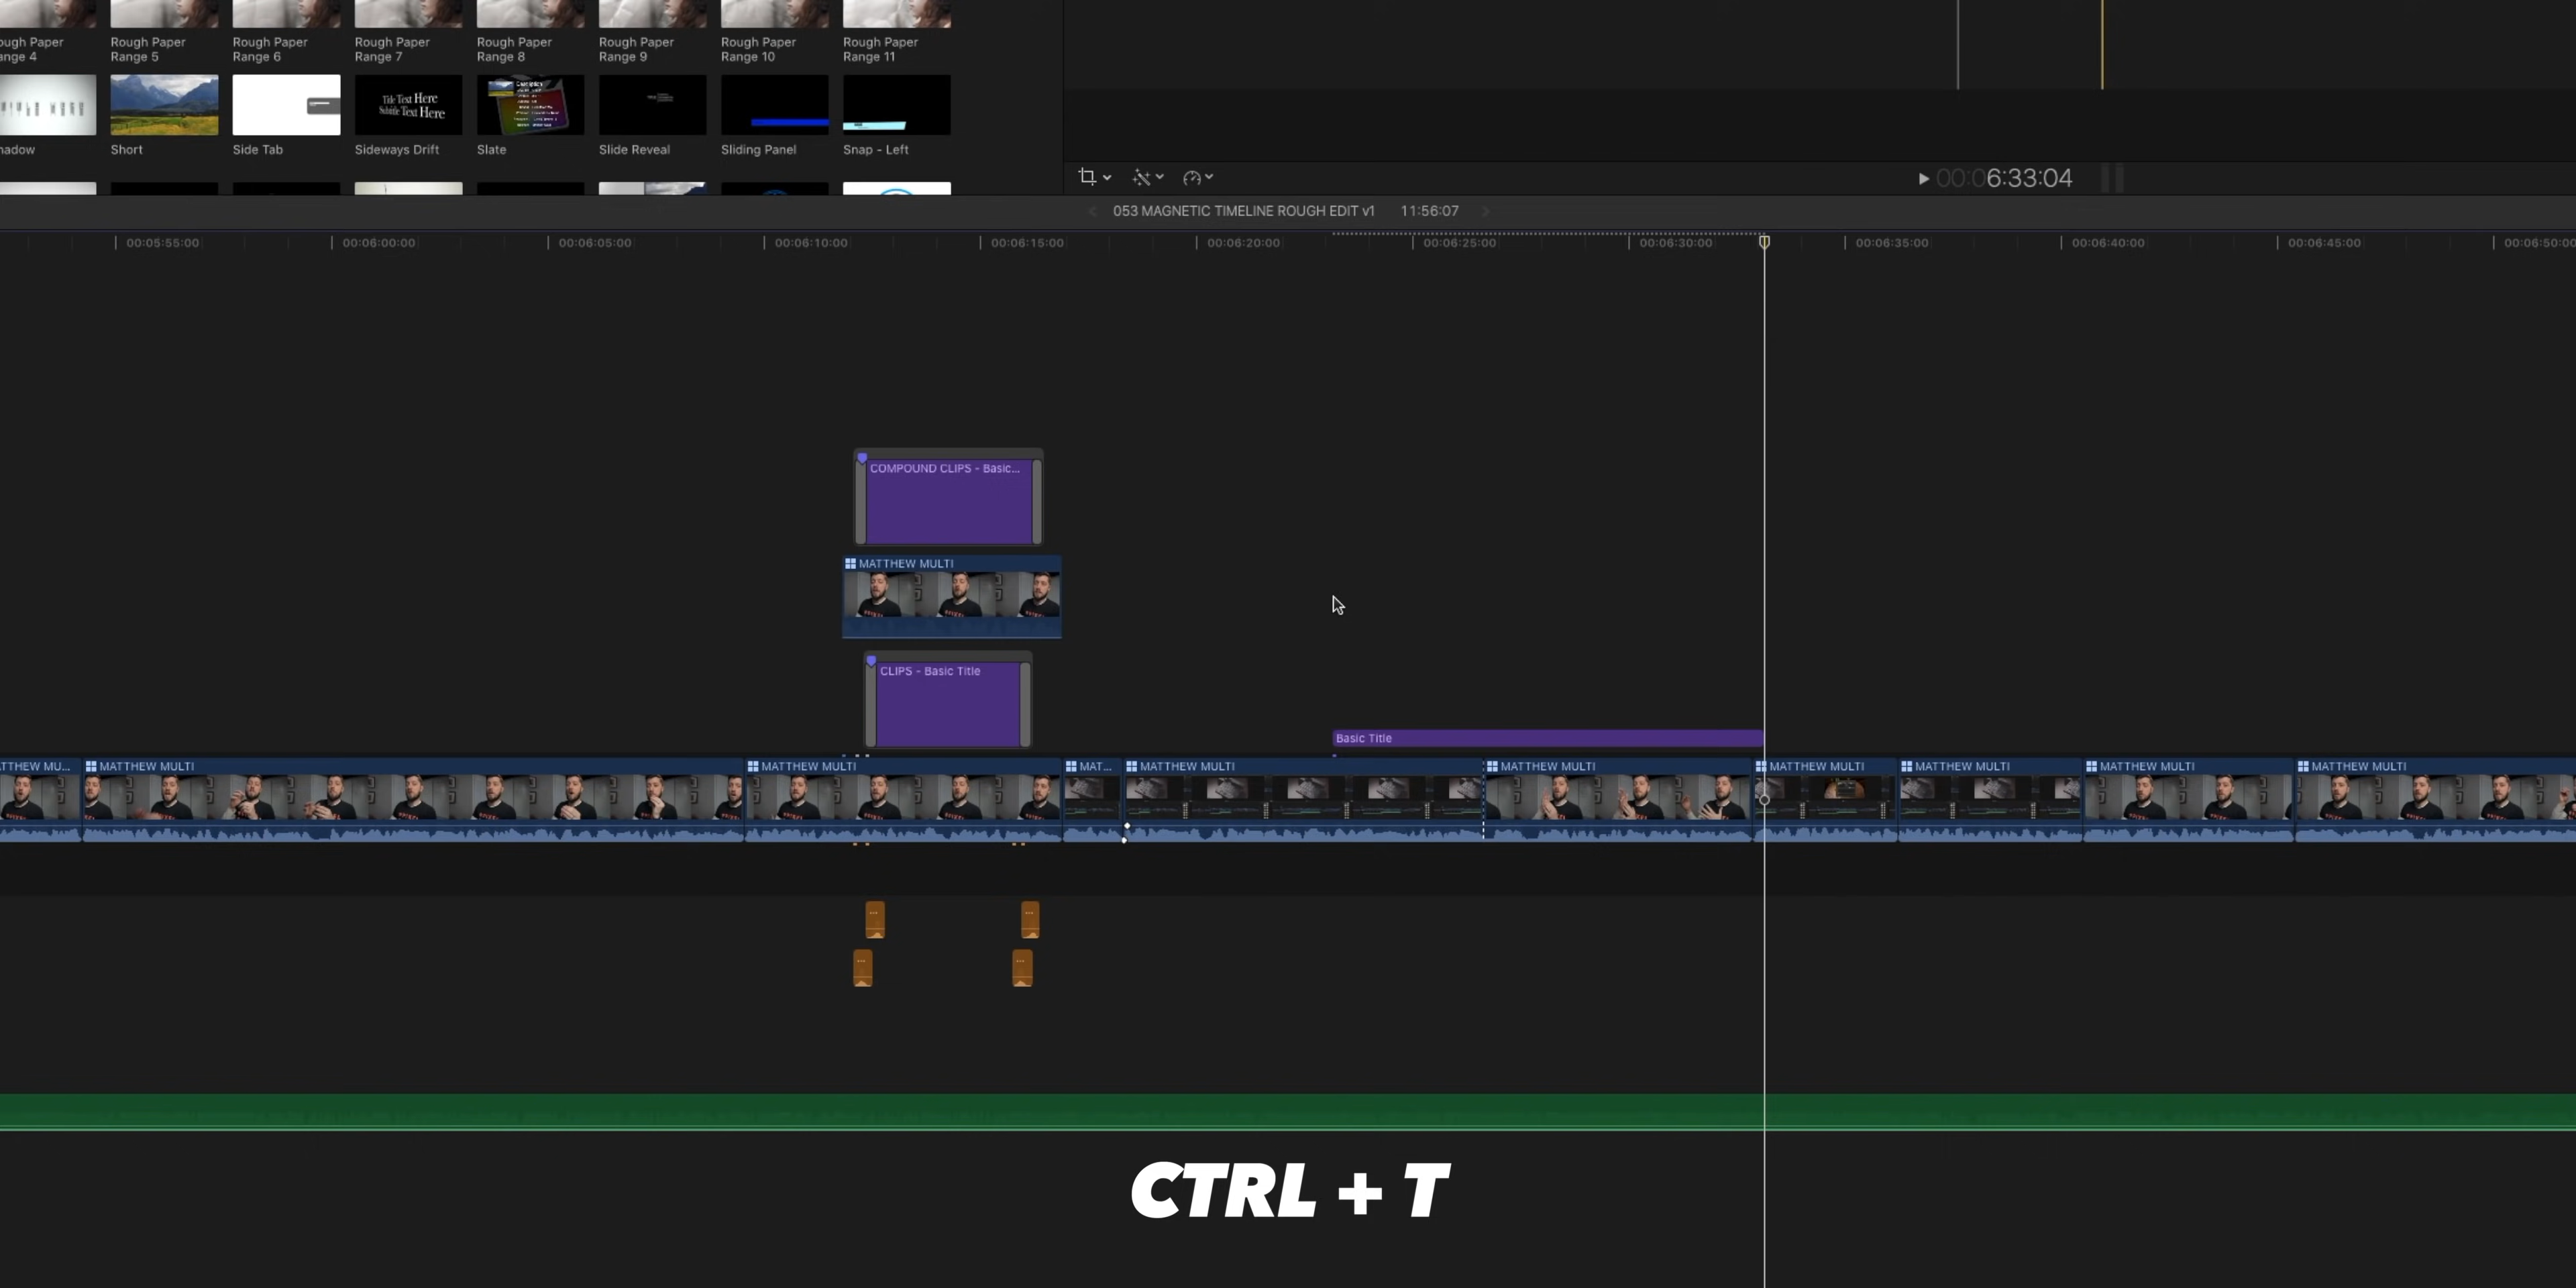 ough Paper
ange 4
Rough Paper
Range 5
Rough Paper
Range 6
Rough Paper
Range 7
Rough Paper
Range 8
Rough Paper
Range 9
Rough Paper
Range 10
Rough Paper
Range 11
Title Text Here
Subtitle Text Here
hadow
Short
Side Tab
Sideways Drift
Slate
Slide Reveal
Sliding Panel
Snap - Left
00:06:33:04
053 MAGNETIC TIMELINE ROUGH EDIT v1 11:56:07
00:05:55:00 00:06:00:00 00:06:05:00 00:06:10:00 00:06:15:00 00:06:20:00 00:06:25:00 00:06:30:00 00:06:35:00 00:06:40:00 00:06:45:00 00:06:50:00
COMPOUND CLIPS - Basic...
MATTHEW MULTI
CLIPS - Basic Title
Basic Title
TTHEW MU... MATTHEW MULTI MATTHEW MULTI MAT... MATTHEW MULTI MATTHEW MULTI MATTHEW MULTI MATTHEW MULTI MATTHEW MULTI MATTHEW MULTI
CTRL + T